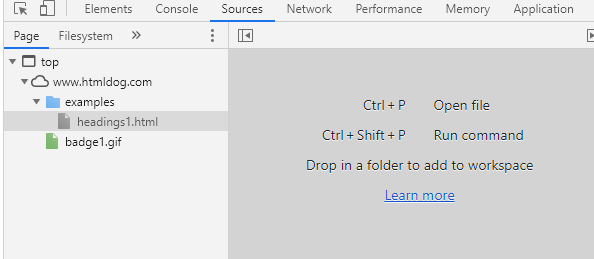 Elements Console Sources Network Performance Memory Application
Page Filesystem »
top
www.htmldog.com
examples
headings1.html
badge1.gif
Ctrl + P Open file
Ctrl + Shift + P Run command
Drop in a folder to add to workspace
Learn more